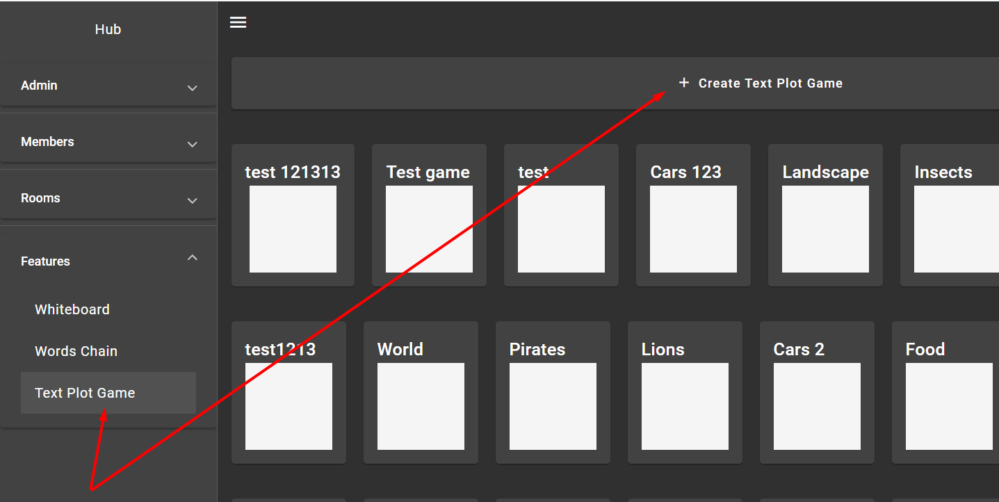 Hub
Admin
Members
Rooms
Features
Whiteboard
Words Chain
Text Plot Game
Create Text Plot Game
test 121313
Test game
test
Cars 123
Landscape
Insects
test1213
World
Pirates
Lions
Cars 2
Food